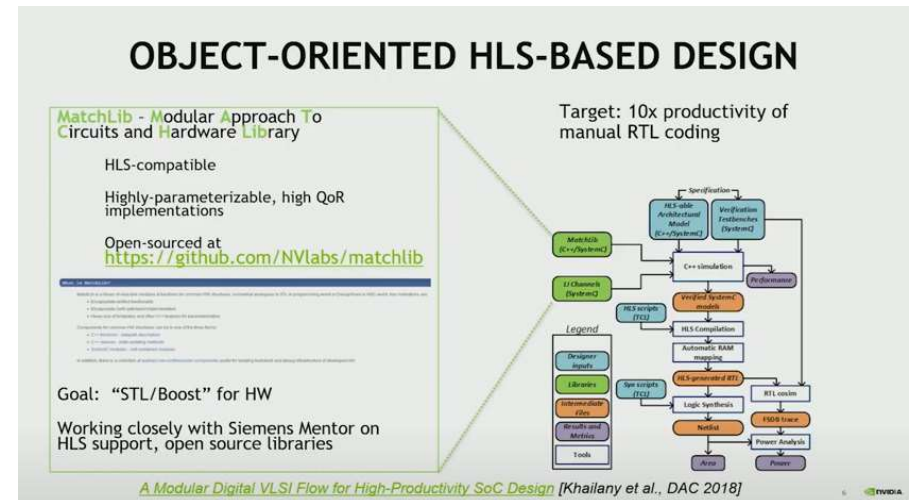 OBJECT-ORIENTED HLS-BASED DESIGN
MatchLib - Modular Approach To
Circuits and Hardware Library
HLS-compatible
Highly-parameterizable, high QoR
implementations
Open-sourced at
https://github.com/NVlabs/matchlib
What is MatchLib?
Goal: "STL/Boost" for HW
Working closely with Siemens Mentor on
HLS support, open source libraries
Target: 10x productivity of
manual RTL coding
Specification
HLS-able
Architectural
Model
(C++/SystemC)
Verification
Testbenches
(SystemC)
MatchLib
(C++/SystemC)
C++ simulation
Performance
LI Channels
(SystemC)
Verified SystemC
models
HLS scripts
(TCL)
HLS Compilation
Automatic RAM
mapping
HLS-generated RTL
Syn scripts
(TCL)
Logic Synthesis
RTL cosim
Netlist
FSDB trace
Power Analysis
Area
Power
Legend
Designer
inputs
Libraries
Intermediate
Files
Results and
Metrics
Tools
A Modular Digital VLSI Flow for High-Productivity SoC Design [Khailany et al., DAC 2018]
NVIDIA